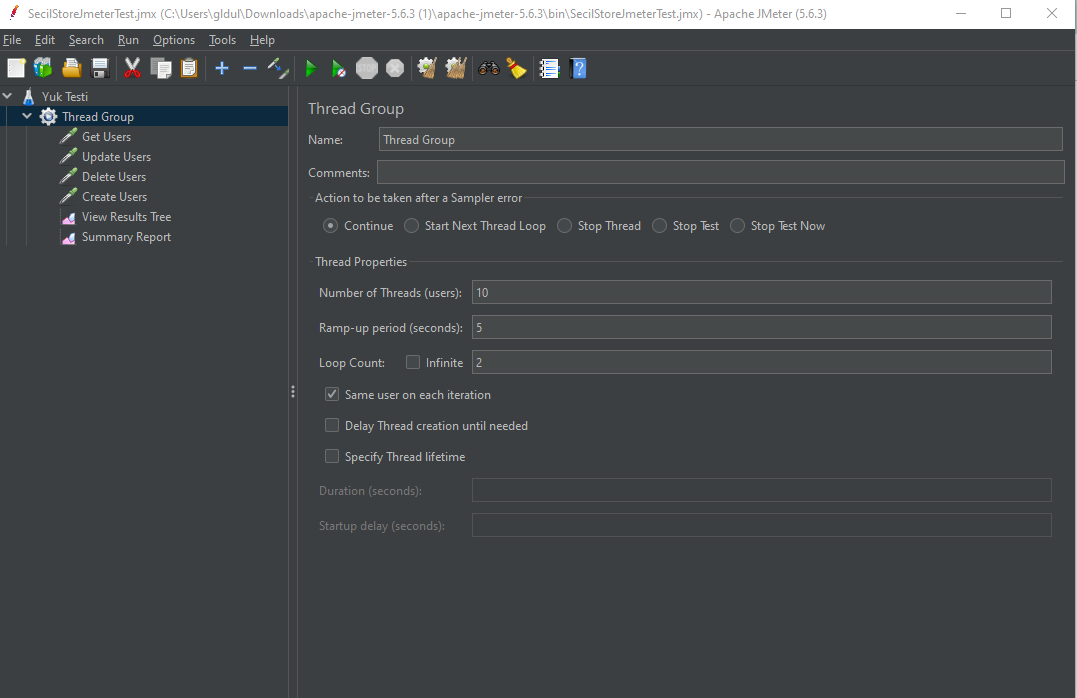 SecilStoreJmeterTest.jmx (C:\Users\gldul\Downloads\apache-jmeter-5.6.3 (1)\apache-jmeter-5.6.3\bin\SecilStoreJmeterTest.jmx) - Apache JMeter (5.6.3)
File Edit Search Run Options Tools Help
Yuk Testi
Thread Group
Get Users
Update Users
Delete Users
Create Users
View Results Tree
Summary Report
Thread Group
Name: Thread Group
Comments:
Action to be taken after a Sampler error
Continue Start Next Thread Loop Stop Thread Stop Test Stop Test Now
Thread Properties
Number of Threads (users): 10
Ramp-up period (seconds): 5
Loop Count: Infinite 2
Same user on each iteration
Delay Thread creation until needed
Specify Thread lifetime
Duration (seconds):
Startup delay (seconds):